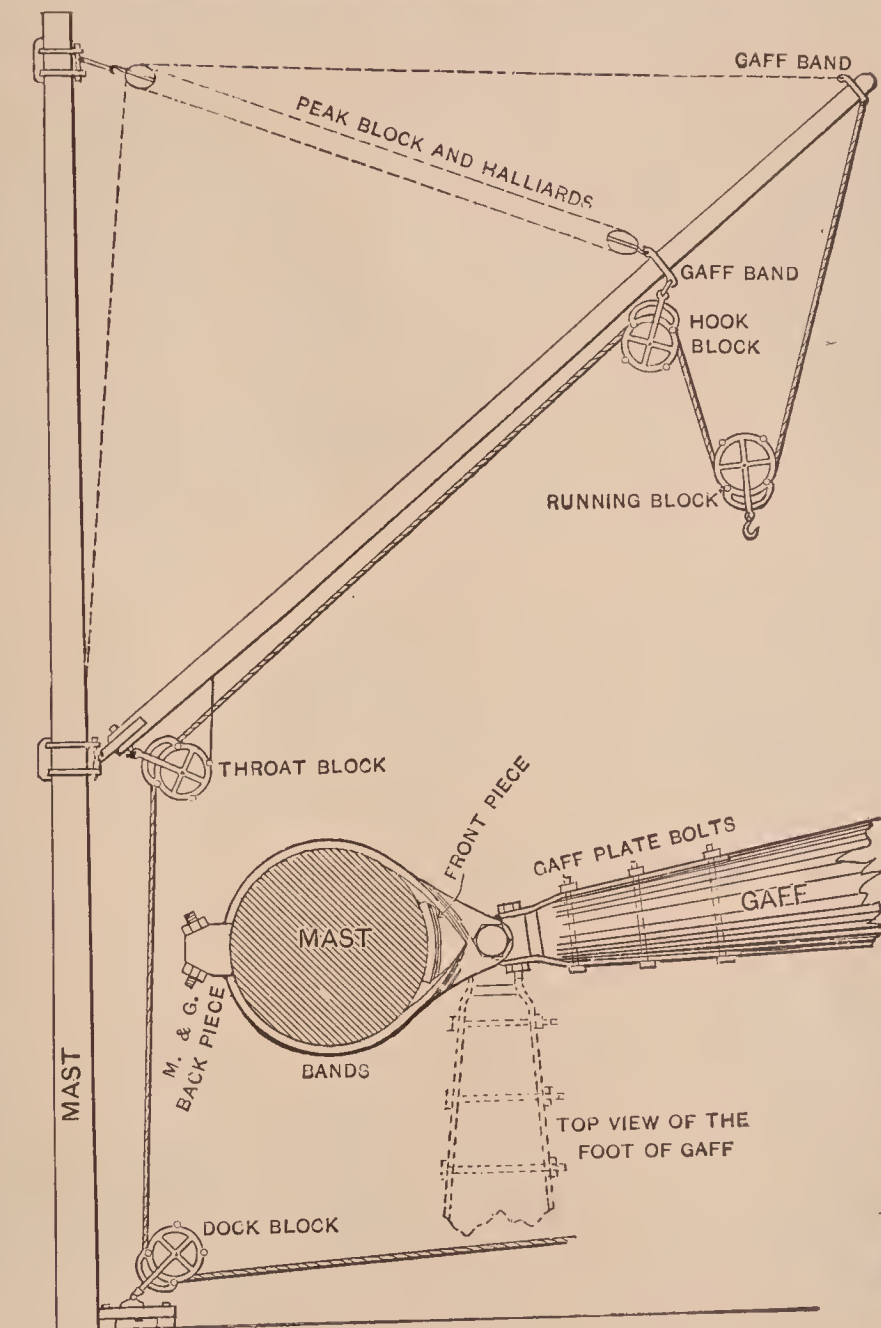 GAFF BAND
PEAK BLOCK AND HALLIARDS
GAFF BAND
HOOK
BLOCK
RUNNING BLOCK
THROAT BLOCK
FRONT PIECE
GAFF PLATE BOLTS
GAFF
MAST
M. & G.
BACK PIECE
BANDS
MAST
TOP VIEW OF THE
FOOT OF GAFF
DOCK BLOCK